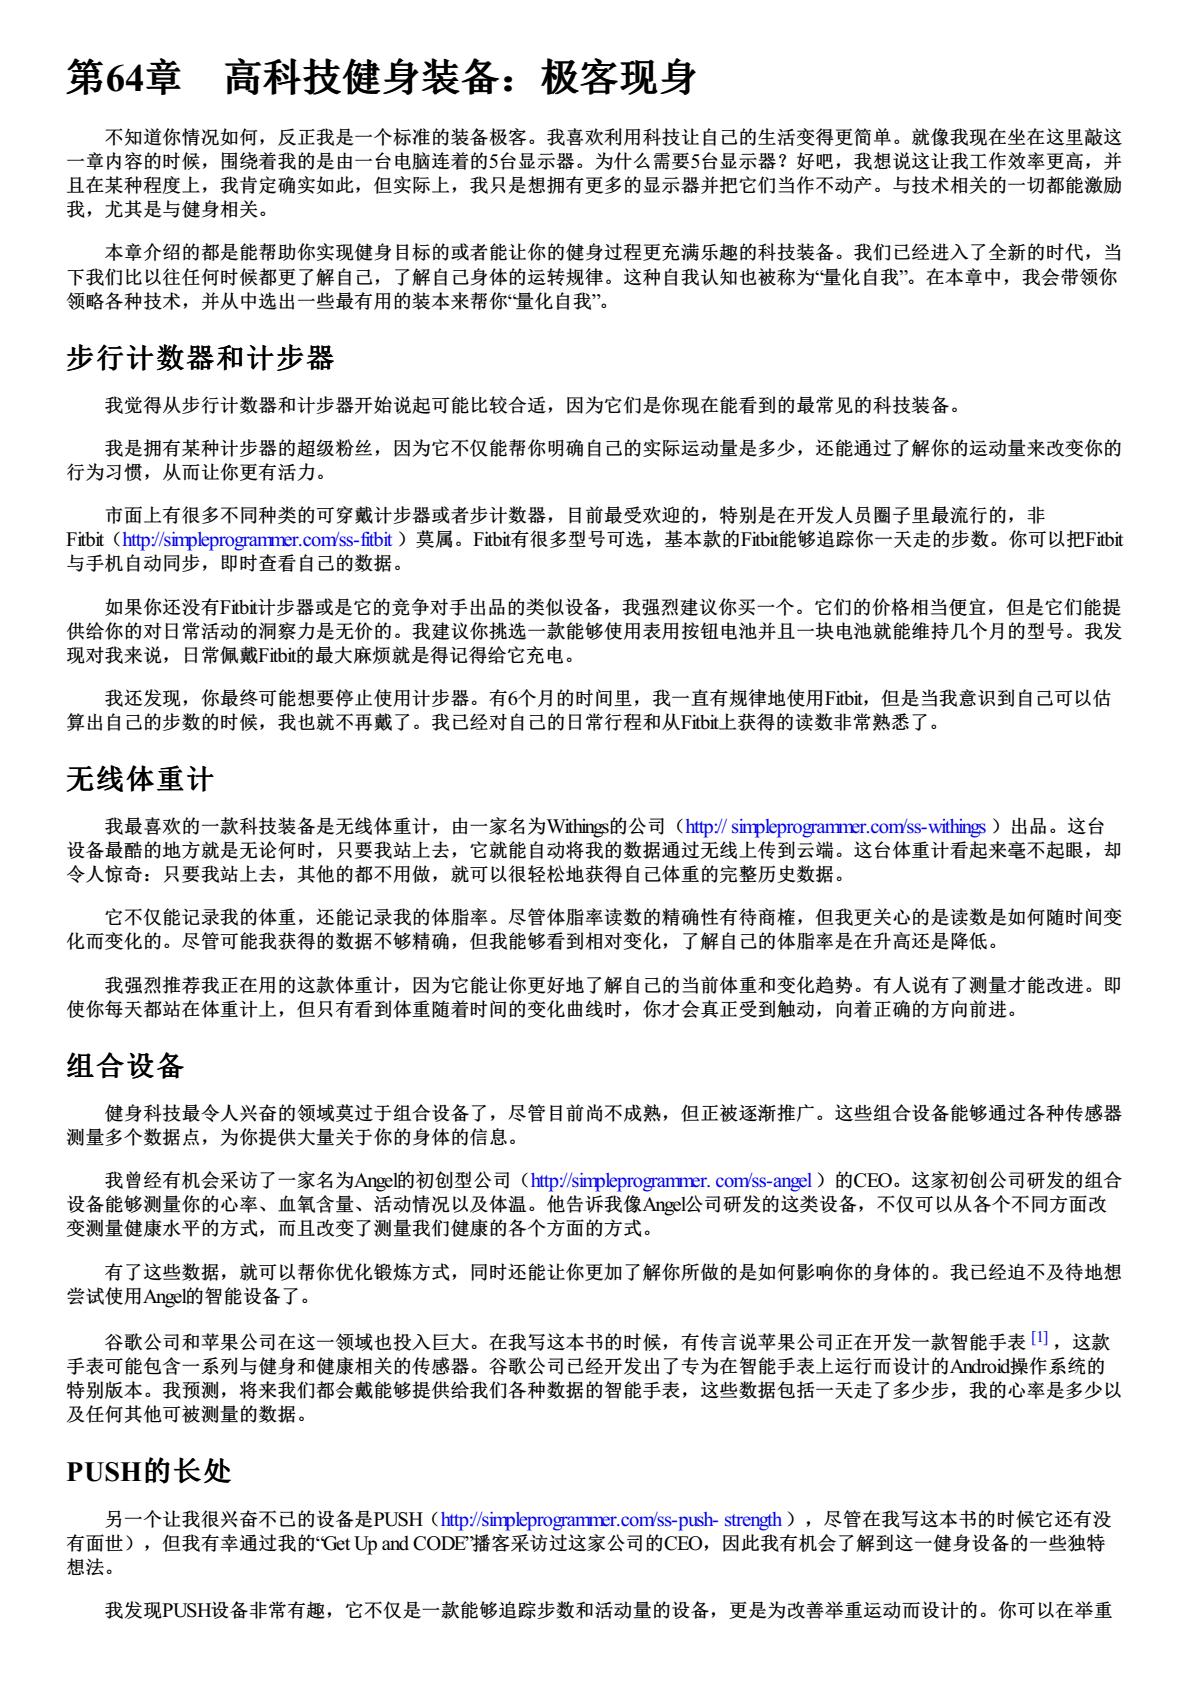 第64章　高科技健身装备：极客现身
不知道你情况如何，反正我是一个标准的装备极客。我喜欢利用科技让自己的生活变得更简单。就像我现在坐在这里敲这
一章内容的时候，围绕着我的是由一台电脑连着的5台显示器。为什么需要5台显示器？好吧，我想说这让我工作效率更高，并
且在某种程度上，我肯定确实如此，但实际上，我只是想拥有更多的显示器并把它们当作不动产。与技术相关的一切都能激励
我，尤其是与健身相关。
本章介绍的都是能帮助你实现健身目标的或者能让你的健身过程更充满乐趣的科技装备。我们已经进入了全新的时代，当
下我们比以往任何时候都更了解自己，了解自己身体的运转规律。这种自我认知也被称为“量化自我”。在本章中，我会带领你
领略各种技术，并从中选出一些最有用的装本来帮你“量化自我”。
步行计数器和计步器
我觉得从步行计数器和计步器开始说起可能比较合适，因为它们是你现在能看到的最常见的科技装备。
我是拥有某种计步器的超级粉丝，因为它不仅能帮你明确自己的实际运动量是多少，还能通过了解你的运动量来改变你的
行为习惯，从而让你更有活力。
市面上有很多不同种类的可穿戴计步器或者步计数器，目前最受欢迎的，特别是在开发人员圈子里最流行的，非
Fitbit（http://simpleprogrammer.com/ss-fitbit ）莫属。Fitbit有很多型号可选，基本款的Fitbit能够追踪你一天走的步数。你可以把Fitbit
与手机自动同步，即时查看自己的数据。
如果你还没有Fitbit计步器或是它的竞争对手出品的类似设备，我强烈建议你买一个。它们的价格相当便宜，但是它们能提
供给你的对日常活动的洞察力是无价的。我建议你挑选一款能够使用表用按钮电池并且一块电池就能维持几个月的型号。我发
现对我来说，日常佩戴Fitbit的最大麻烦就是得记得给它充电。
我还发现，你最终可能想要停止使用计步器。有6个月的时间里，我一直有规律地使用Fitbit，但是当我意识到自己可以估
算出自己的步数的时候，我也就不再戴了。我已经对自己的日常行程和从Fitbit上获得的读数非常熟悉了。
无线体重计
我最喜欢的一款科技装备是无线体重计，由一家名为Withings的公司（http:// simpleprogrammer.com/ss-withings ）出品。这台
设备最酷的地方就是无论何时，只要我站上去，它就能自动将我的数据通过无线上传到云端。这台体重计看起来毫不起眼，却
令人惊奇：只要我站上去，其他的都不用做，就可以很轻松地获得自己体重的完整历史数据。
它不仅能记录我的体重，还能记录我的体脂率。尽管体脂率读数的精确性有待商榷，但我更关心的是读数是如何随时间变
化而变化的。尽管可能我获得的数据不够精确，但我能够看到相对变化，了解自己的体脂率是在升高还是降低。
我强烈推荐我正在用的这款体重计，因为它能让你更好地了解自己的当前体重和变化趋势。有人说有了测量才能改进。即
使你每天都站在体重计上，但只有看到体重随着时间的变化曲线时，你才会真正受到触动，向着正确的方向前进。
组合设备
健身科技最令人兴奋的领域莫过于组合设备了，尽管目前尚不成熟，但正被逐渐推广。这些组合设备能够通过各种传感器
测量多个数据点，为你提供大量关于你的身体的信息。
我曾经有机会采访了一家名为Angel的初创型公司（http://simpleprogrammer. com/ss-angel ）的CEO。这家初创公司研发的组合
设备能够测量你的心率、血氧含量、活动情况以及体温。他告诉我像Angel公司研发的这类设备，不仅可以从各个不同方面改
变测量健康水平的方式，而且改变了测量我们健康的各个方面的方式。
有了这些数据，就可以帮你优化锻炼方式，同时还能让你更加了解你所做的是如何影响你的身体的。我已经迫不及待地想
尝试使用Angel的智能设备了。
谷歌公司和苹果公司在这一领域也投入巨大。在我写这本书的时候，有传言说苹果公司正在开发一款智能手表 [1] ，这款
手表可能包含一系列与健身和健康相关的传感器。谷歌公司已经开发出了专为在智能手表上运行而设计的Android操作系统的
特别版本。我预测，将来我们都会戴能够提供给我们各种数据的智能手表，这些数据包括一天走了多少步，我的心率是多少以
及任何其他可被测量的数据。
PUSH的长处
另一个让我很兴奋不已的设备是PUSH（http://simpleprogrammer.com/ss-push- strength ），尽管在我写这本书的时候它还有没
有面世），但我有幸通过我的“Get Up and CODE”播客采访过这家公司的CEO，因此我有机会了解到这一健身设备的一些独特
想法。
我发现PUSH设备非常有趣，它不仅是一款能够追踪步数和活动量的设备，更是为改善举重运动而设计的。你可以在举重